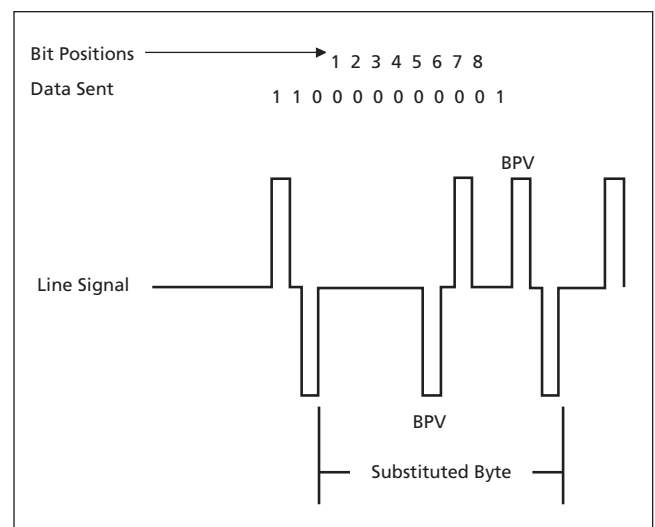 Bit Positions 1 2 3 4 5 6 7 8
Data Sent 1 1 0 0 0 0 0 0 0 0 0 1
BPV
Line Signal
BPV
Substituted Byte